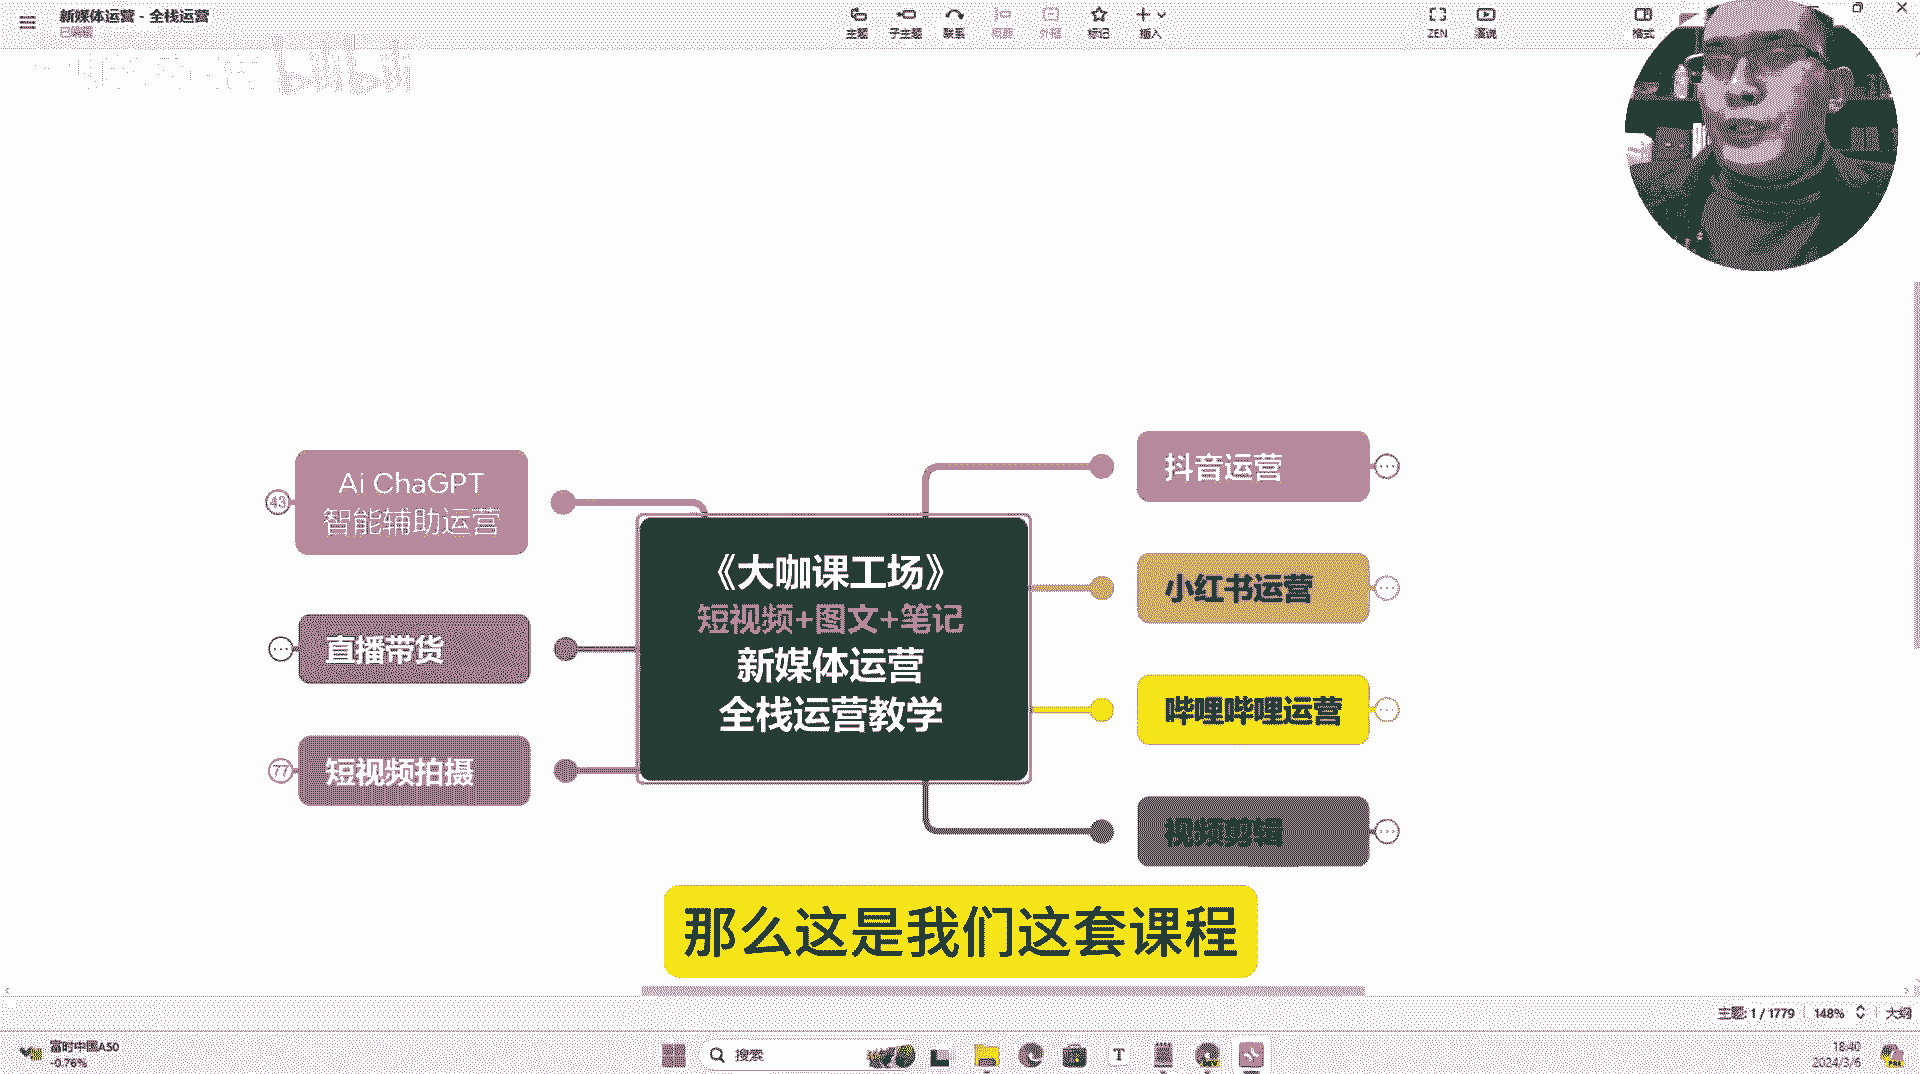 新媒体运营 - 全栈运营
已编辑
主题
子主题
联系
概要
外框
标记
插入
ZEN
演说
格式
bilibili
Ai ChaGPT
智能辅助运营
43
直播带货
短视频拍摄
77
《大咖课工场》
短视频+图文+笔记
新媒体运营
全栈运营教学
抖音运营
小红书运营
哔哩哔哩运营
视频剪辑
那么这是我们这套课程
主题: 1 / 1779
148%
大纲
富时中国A50
-0.76%
搜索
18:40
2024/3/6